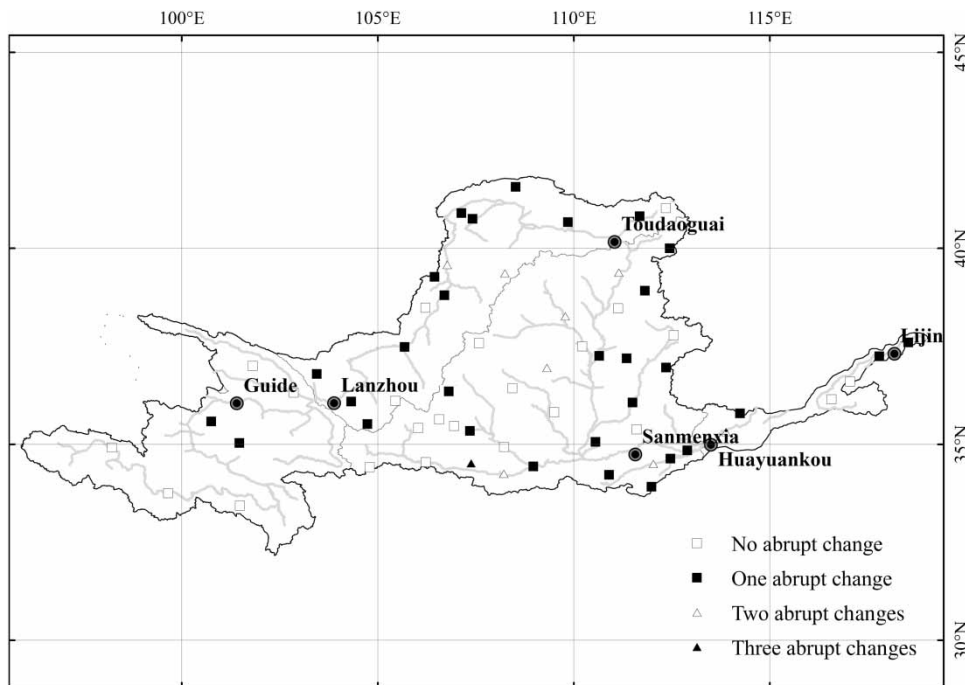 100°E 105°E 110°E 115°E
45°N
Toudaoguai
40°N
Lijin
Guide Lanzhou
Sanmenxia
35°N
Huayuankou
No abrupt change
One abrupt change
Two abrupt changes
30°N
Three abrupt changes